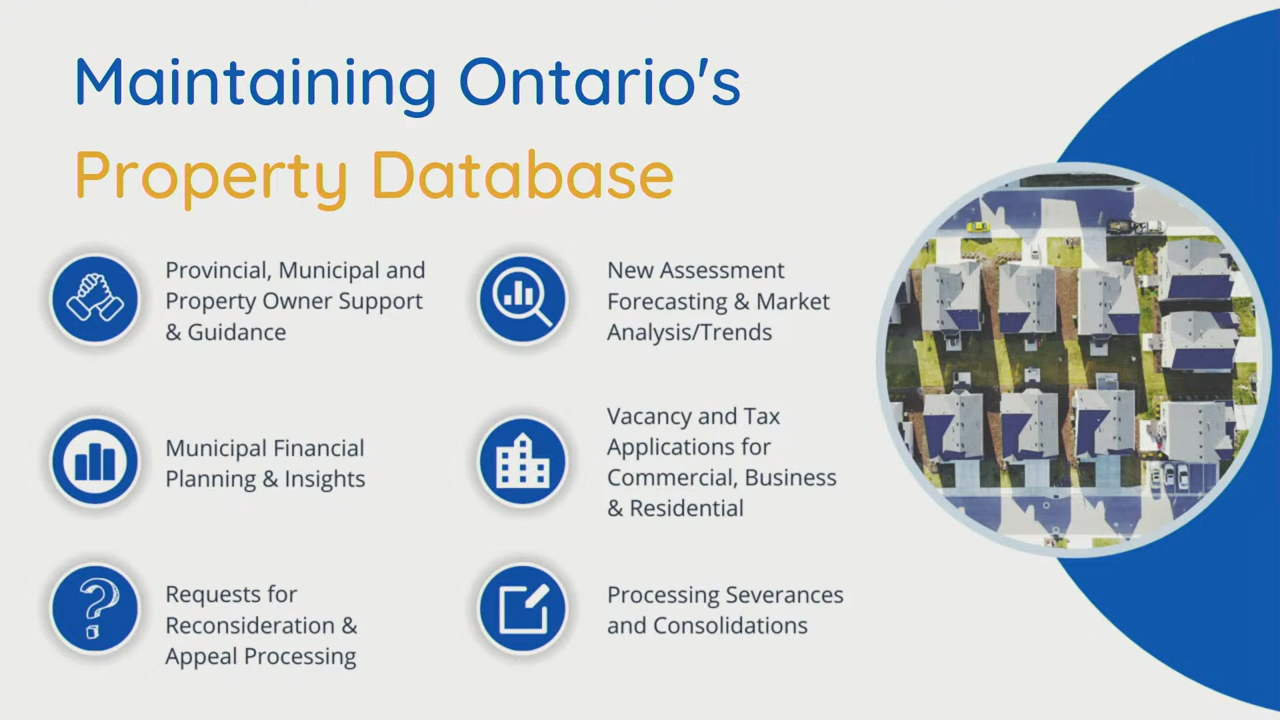 Maintaining Ontario's
Property Database
Provincial, Municipal and
Property Owner Support
& Guidance
New Assessment
Forecasting & Market
Analysis/Trends
Municipal Financial
Planning & Insights
Vacancy and Tax
Applications for
Commercial, Business
& Residential
Requests for
Reconsideration &
Appeal Processing
Processing Severances
and Consolidations